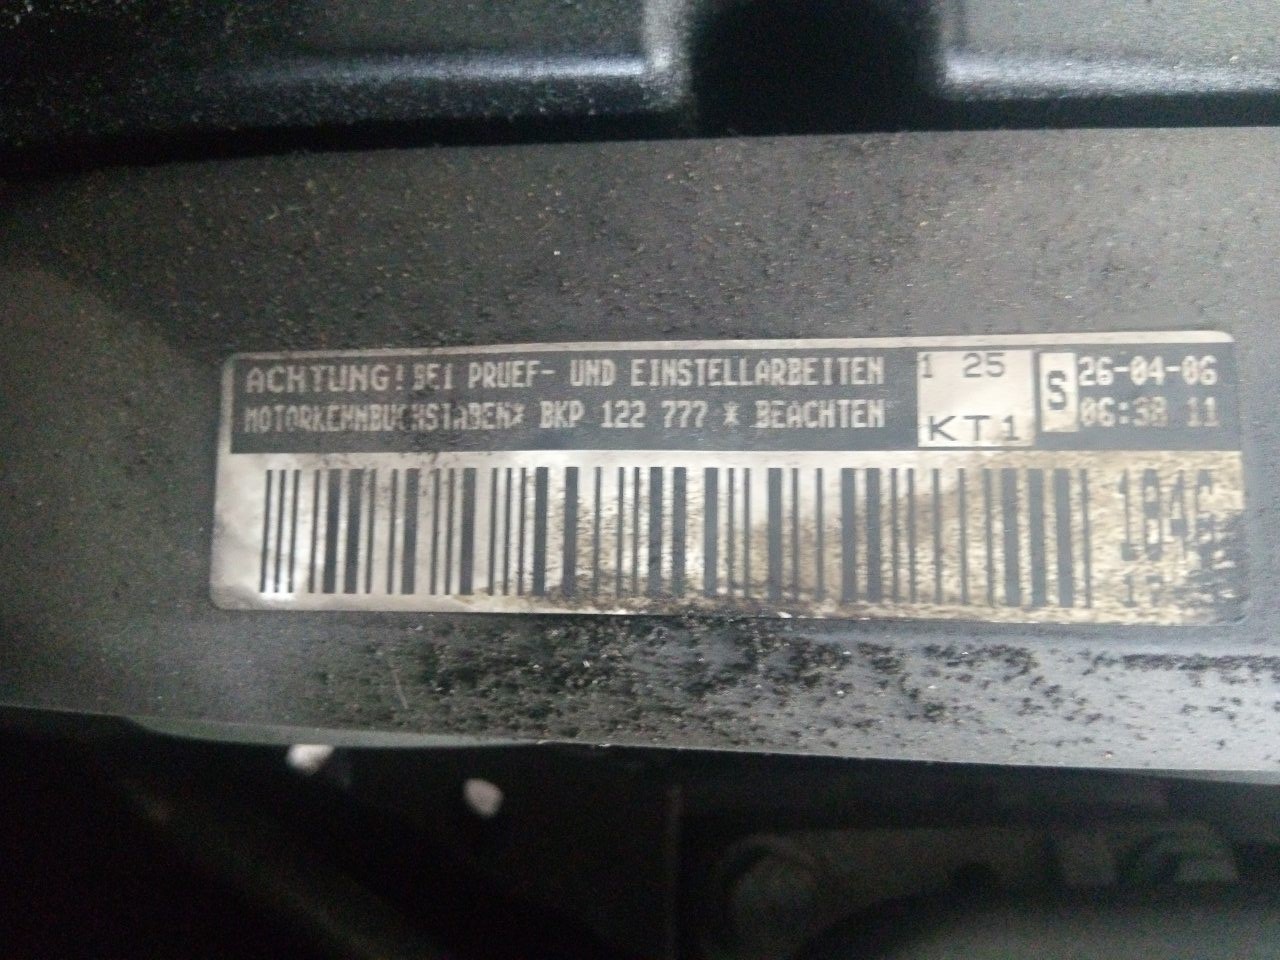 ACHTUNG! BEI PRUEF- UND EINSTELLARBEITEN
MOTORKENNBUCHSTABEN* BKP 122 777 * BEACHTEN
1 25
KT1
S
26-04-06
06:38 11